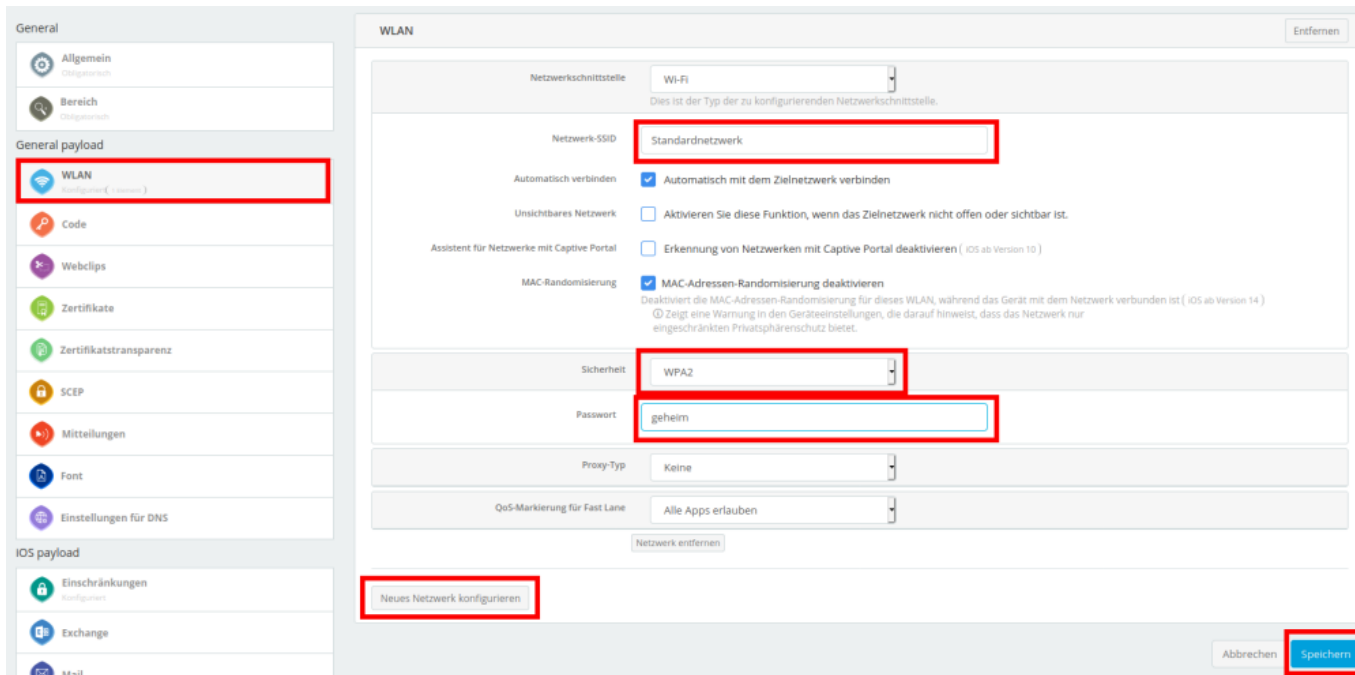 General
Allgemein
Obligatorisch
Bereich
Obligatorisch
General payload
WLAN
Konfiguriert( 1 Element )
Code
Webclips
Zertifikate
Zertifikatstransparenz
SCEP
Mitteilungen
Font
Einstellungen für DNS
iOS payload
Einschränkungen
Konfiguriert
Exchange
Mail
WLAN
Entfernen
Netzwerkschnittstelle
Wi-Fi
Dies ist der Typ der zu konfigurierenden Netzwerkschnittstelle.
Netzwerk-SSID
Standardnetzwerk
Automatisch verbinden
Automatisch mit dem Zielnetzwerk verbinden
Unsichtbares Netzwerk
Aktivieren Sie diese Funktion, wenn das Zielnetzwerk nicht offen oder sichtbar ist.
Assistent für Netzwerke mit Captive Portal
Erkennung von Netzwerken mit Captive Portal deaktivieren ( iOS ab Version 10 )
MAC-Randomisierung
MAC-Adressen-Randomisierung deaktivieren
Deaktiviert die MAC-Adressen-Randomisierung für dieses WLAN, während das Gerät mit dem Netzwerk verbunden ist ( iOS ab Version 14 )
Zeigt eine Warnung in den Geräteeinstellungen, die darauf hinweist, dass das Netzwerk nur
eingeschränkten Privatsphärenschutz bietet.
Sicherheit
WPA2
Passwort
geheim
Proxy-Typ
Keine
QoS-Markierung für Fast Lane
Alle Apps erlauben
Netzwerk entfernen
Neues Netzwerk konfigurieren
Abbrechen
Speichern